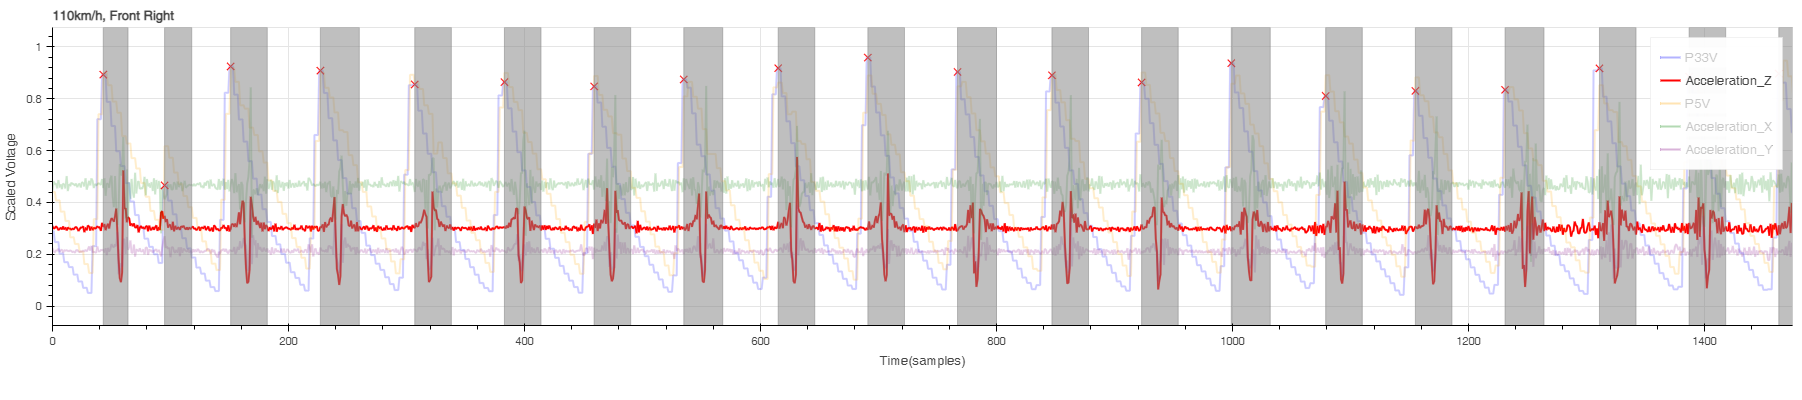 110km/h, Front Right
1
0.8
0.6
0.4
0.2
0
Scaled Voltage
P33V
Acceleration_Z
P5V
Acceleration_X
Acceleration_Y
0 200 400 600 800 1000 1200 1400
Time(samples)